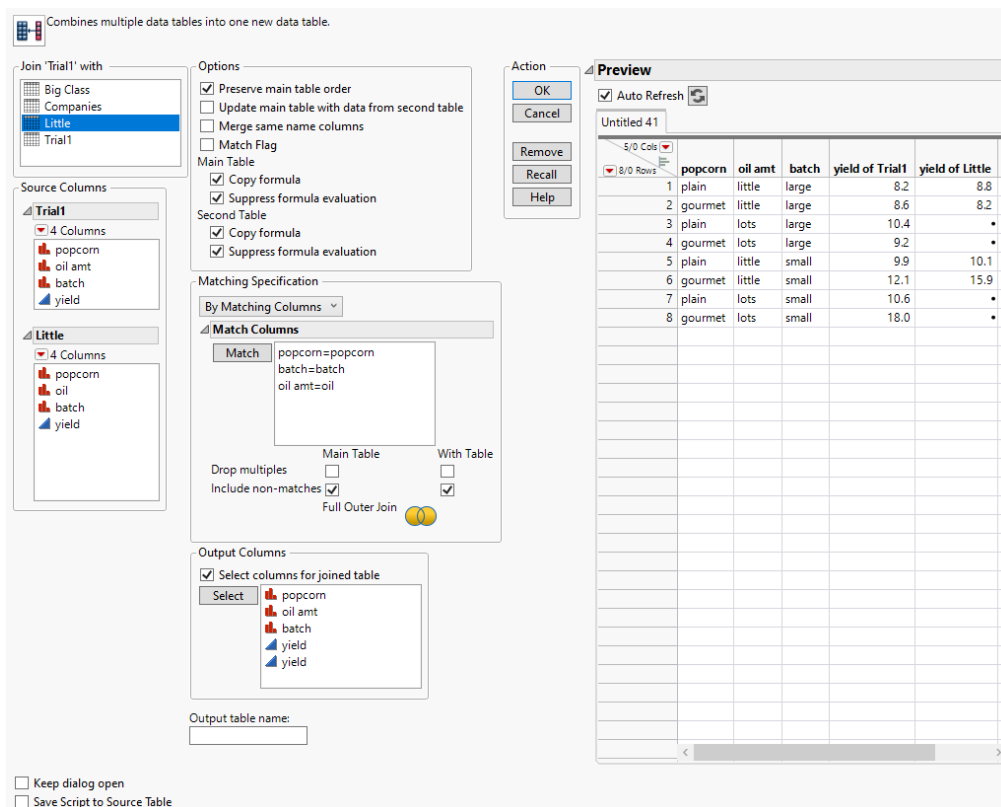 Combines multiple data tables into one new data table.
Join 'Trial1' with
Big Class
Companies
Little
Trial1
Source Columns
Trial1
4 Columns
popcorn
oil amt
batch
yield
Little
4 Columns
popcorn
oil
batch
yield
Options
Preserve main table order
Update main table with data from second table
Merge same name columns
Match Flag
Main Table
Copy formula
Suppress formula evaluation
Second Table
Copy formula
Suppress formula evaluation
Matching Specification
By Matching Columns
Match Columns
Match
popcorn=popcorn
batch=batch
oil amt=oil
Main Table With Table
Drop multiples
Include non-matches
Full Outer Join
Output Columns
Select columns for joined table
Select
popcorn
oil amt
batch
yield
yield
Output table name:
Keep dialog open
Save Script to Source Table
Action
OK
Cancel
Remove
Recall
Help
Preview
Auto Refresh
Untitled 41
5/0 Cols
8/0 Rows popcorn oil amt batch yield of Trial1 yield of Little
1 plain little large 8.2 8.8
2 gourmet little large 8.6 8.2
3 plain lots large 10.4 •
4 gourmet lots large 9.2 •
5 plain little small 9.9 10.1
6 gourmet little small 12.1 15.9
7 plain lots small 10.6 •
8 gourmet lots small 18.0 •